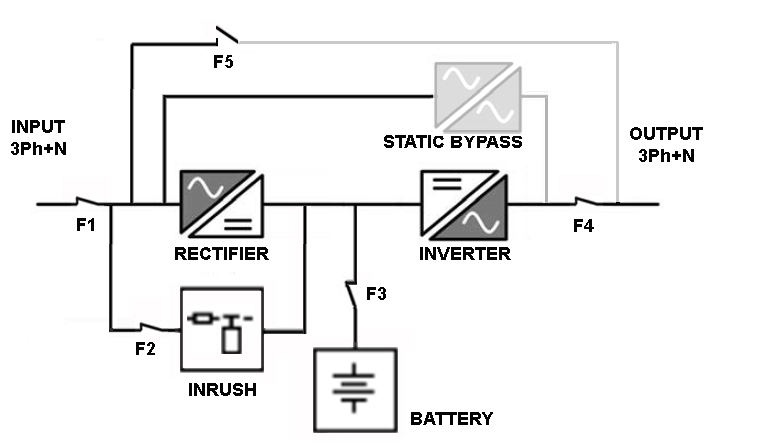 F5
INPUT
3Ph+N
STATIC BYPASS
OUTPUT
3Ph+N
F1
RECTIFIER
INVERTER
F4
F3
F2
INRUSH
BATTERY